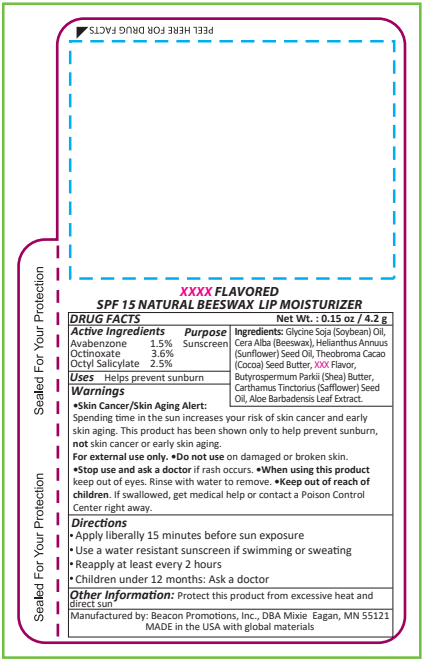 PEEL HERE FOR DRUG FACTS
XXXX FLAVORED
SPF 15 NATURAL BEESWAX LIP MOISTURIZER
DRUG FACTS
Net Wt. : 0.15 oz / 4.2 g
Active Ingredients Purpose
Avabenzone 1.5% Sunscreen
Octinoxate 3.6%
Octyl Salicylate 2.5%
Uses Helps prevent sunburn
Ingredients: Glycine Soja (Soybean) Oil,
Cera Alba (Beeswax), Helianthus Annuus
(Sunflower) Seed Oil, Theobroma Cacao
(Cocoa) Seed Butter, XXX Flavor,
Butyrospermum Parkii (Shea) Butter,
Carthamus Tinctorius (Safflower) Seed
Oil, Aloe Barbadensis Leaf Extract.
Warnings
•Skin Cancer/Skin Aging Alert:
Spending time in the sun increases your risk of skin cancer and early
skin aging. This product has been shown only to help prevent sunburn,
not skin cancer or early skin aging.
For external use only. •Do not use on damaged or broken skin.
•Stop use and ask a doctor if rash occurs. •When using this product
keep out of eyes. Rinse with water to remove. •Keep out of reach of
children. If swallowed, get medical help or contact a Poison Control
Center right away.
Directions
• Apply liberally 15 minutes before sun exposure
• Use a water resistant sunscreen if swimming or sweating
• Reapply at least every 2 hours
• Children under 12 months: Ask a doctor
Other Information: Protect this product from excessive heat and
direct sun
Manufactured by: Beacon Promotions, Inc., DBA Mixie Eagan, MN 55121
MADE in the USA with global materials
Sealed For Your Protection
Sealed For Your Protection